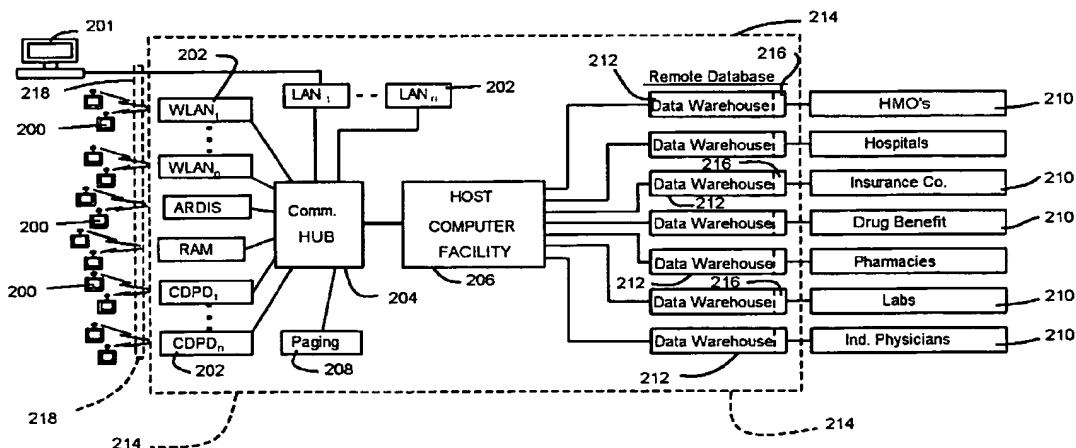 201
202
214
212
216
218
Remote Database
LAN1
LANn
202
WLAN1
Data Warehouse
HMO's
210
200
WLANn
Data Warehouse
Hospitals
216
Data Warehouse
Insurance Co.
210
200
ARDIS
Comm.
HUB
HOST
COMPUTER
FACILITY
212
Data Warehouse
Drug Benefit
210
RAM
Data Warehouse
Pharmacies
200
CDPD1
204
206
212
216
Data Warehouse
Labs
210
CDPDn
Paging
Data Warehouse
Ind. Physicians
210
202
208
212
218
214
214